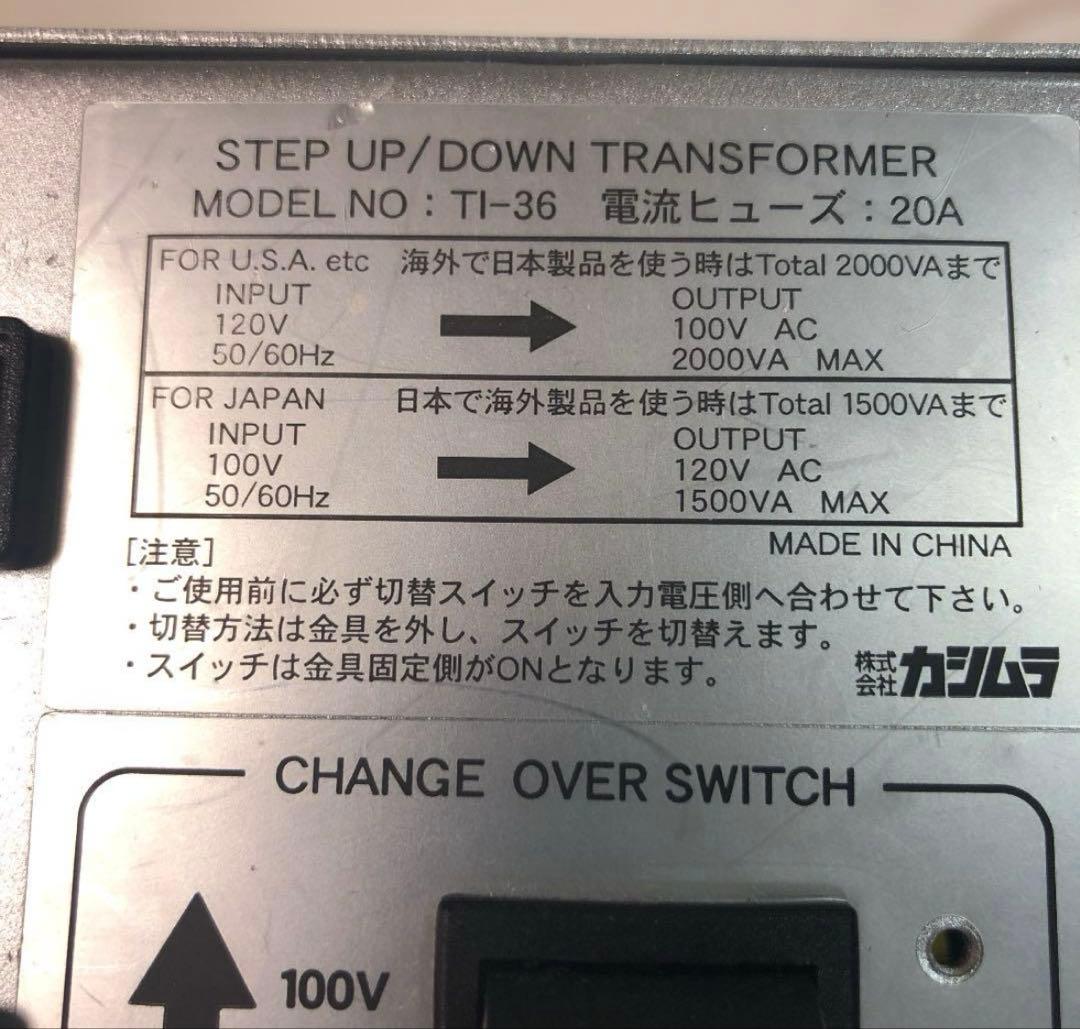 STEP UP/DOWN TRANSFORMER
MODEL NO : TI-36 電流ヒューズ : 20A
FOR U.S.A. etc 海外で日本製品を使う時はTotal 2000VAまで
INPUT OUTPUT
120V 100V AC
50/60Hz 2000VA MAX
FOR JAPAN 日本で海外製品を使う時はTotal 1500VAまで
INPUT OUTPUT
100V 120V AC
50/60Hz 1500VA MAX
MADE IN CHINA
[注意]
・ご使用前に必ず切替スイッチを入力電圧側へ合わせて下さい。
・切替方法は金具を外し、スイッチを切替えます。
・スイッチは金具固定側がONとなります。
株式会社 カシムラ
CHANGE OVER SWITCH
100V